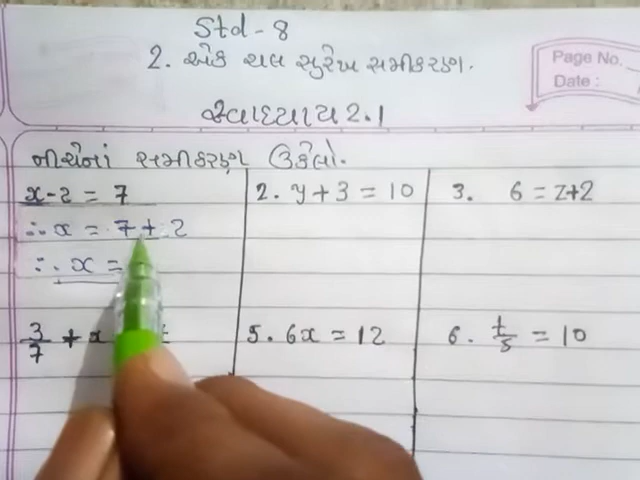 Std - 8
2. એક ચલ સુરેખ સમીકરણ.
Page No.
Date :
સ્વાધ્યાય 2.1
નીચેનાં સમીકરણ ઉકેલો.
x - 2 = 7
∴ x = 7 + 2
∴ x =
2. y + 3 = 10
3. 6 = z + 2
3/7 + x
5. 6x = 12
6. t/5 = 10